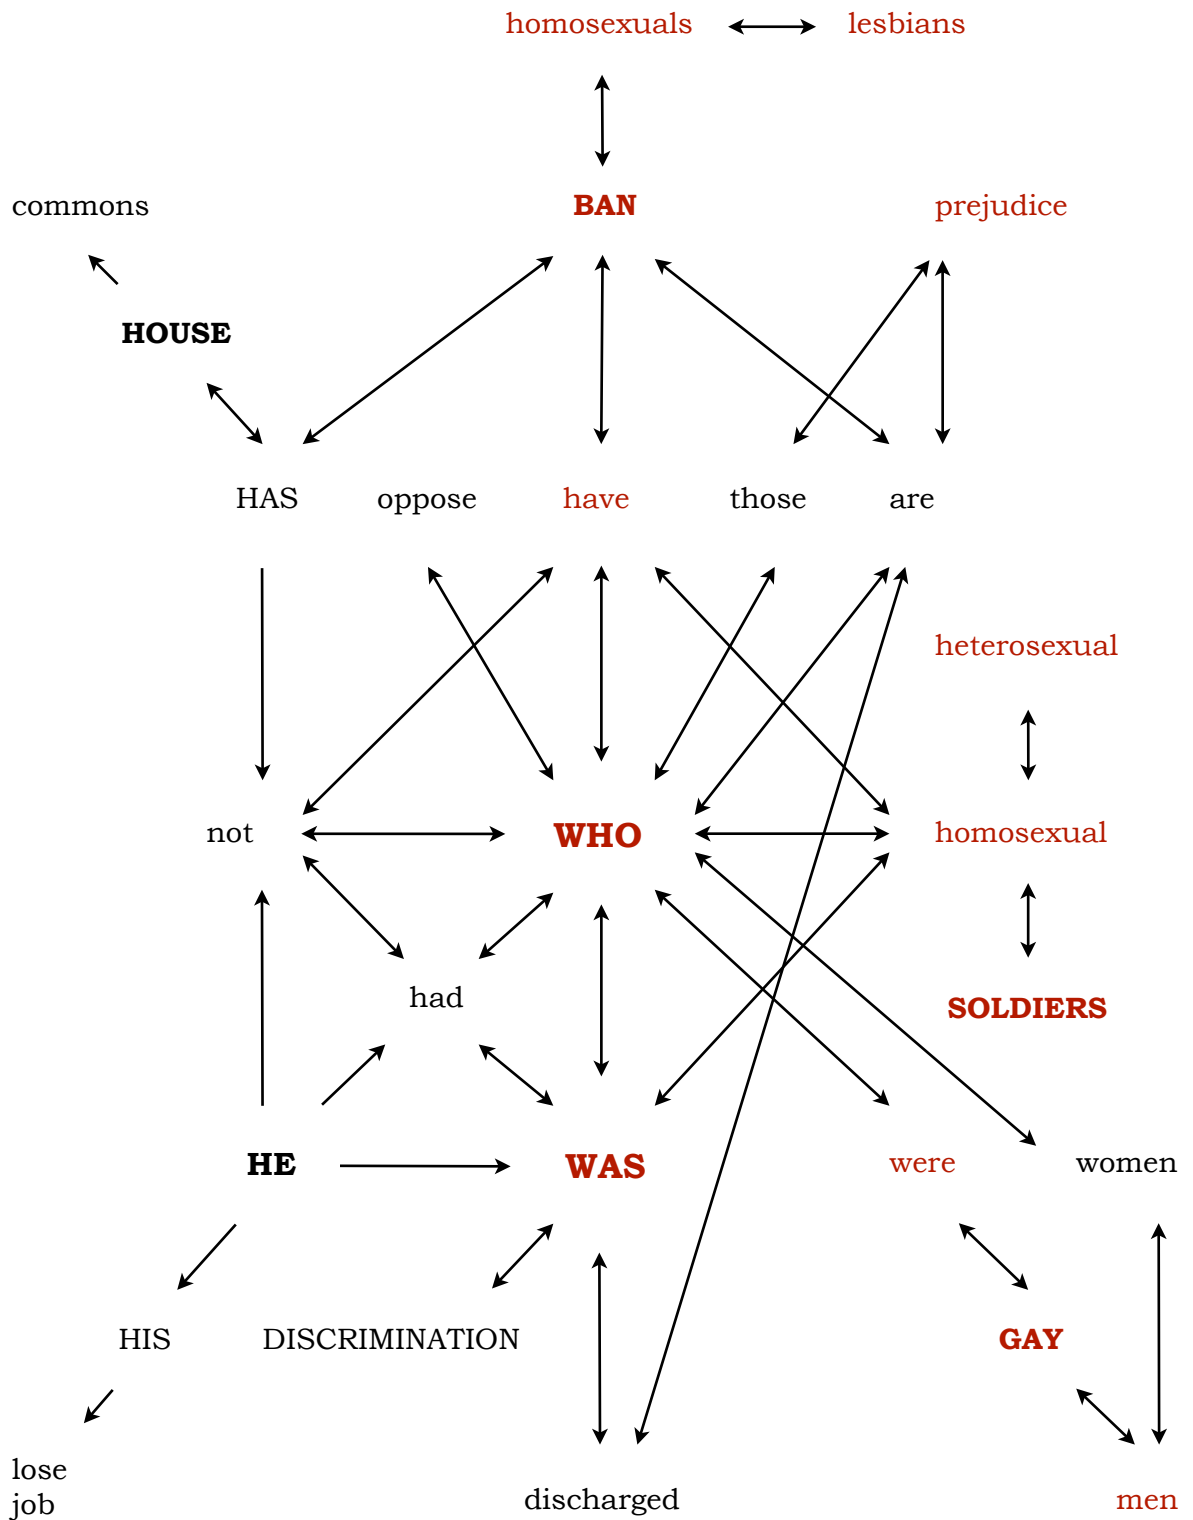 homosexuals lesbians
commons BAN prejudice
HOUSE
HAS oppose have those are
heterosexual
not WHO homosexual
had SOLDIERS
HE WAS were women
HIS DISCRIMINATION GAY
lose
job discharged men